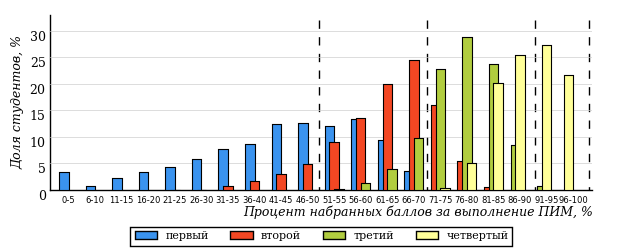 Доля студентов, %
30
25
20
15
10
5
0
0-5 6-10 11-15 16-20 21-25 26-30 31-35 36-40 41-45 46-50 51-55 56-60 61-65 66-70 71-75 76-80 81-85 86-90 91-95 96-100
Процент набранных баллов за выполнение ПИМ, %
первый второй третий четвертый